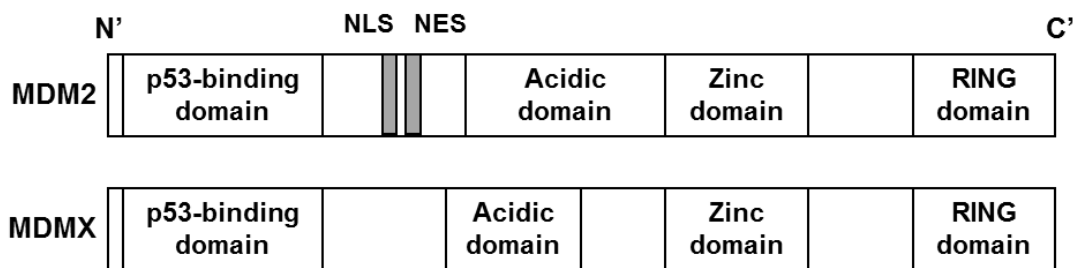 N' NLS NES C'
MDM2 p53-binding domain Acidic domain Zinc domain RING domain
MDMX p53-binding domain Acidic domain Zinc domain RING domain